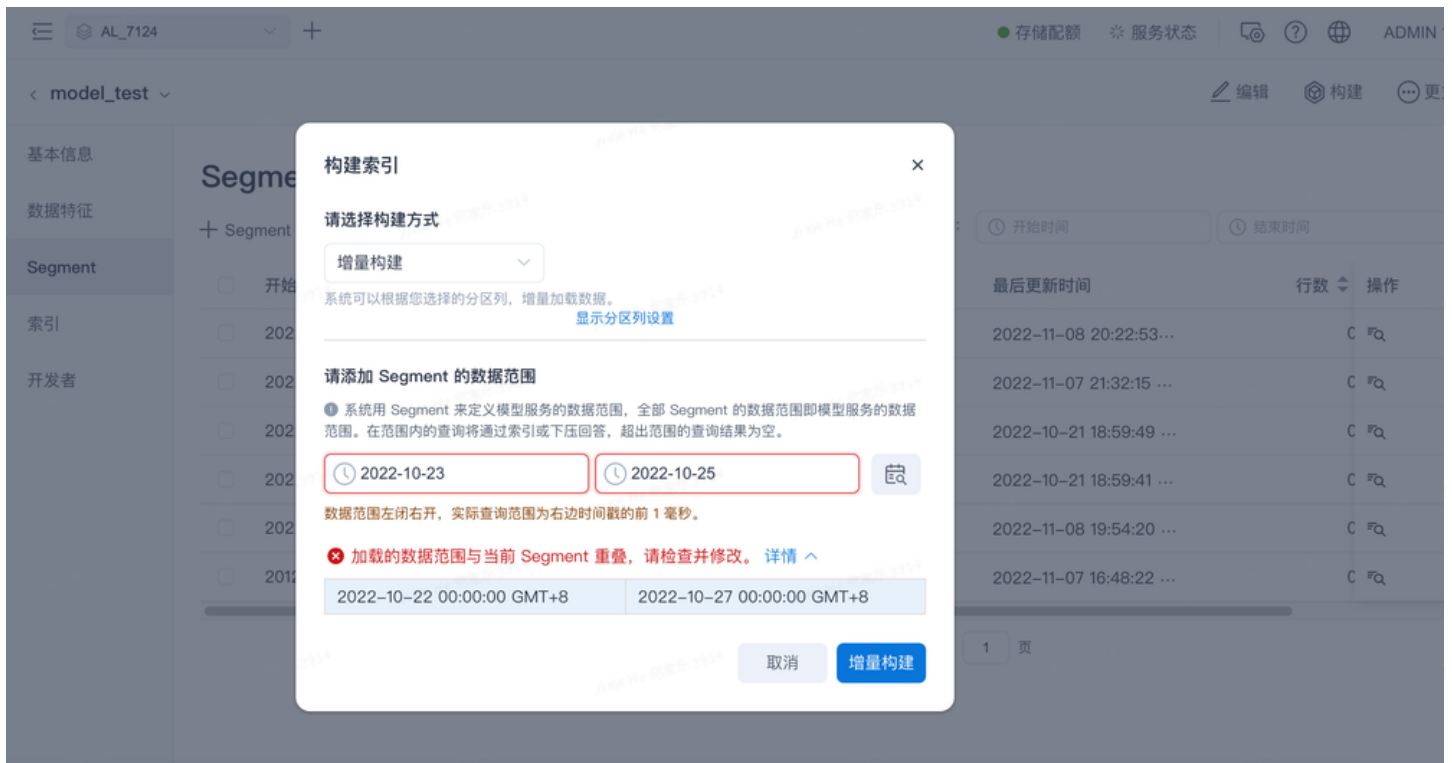 AL_7124
存储配额
服务状态
ADMIN
model_test
编辑
构建
基本信息
数据特征
Segment
索引
开发者
Segme
Segment
开始时间
结束时间
开始
最后更新时间
行数
操作
202
2022-11-08 20:22:53...
202
2022-11-07 21:32:15 ...
202
2022-10-21 18:59:49 ...
202
2022-10-21 18:59:41 ...
202
2022-11-08 19:54:20 ...
2012
2022-11-07 16:48:22 ...
1 页
构建索引
请选择构建方式
增量构建
系统可以根据您选择的分区列，增量加载数据。
显示分区列设置
请添加 Segment 的数据范围
系统用 Segment 来定义模型服务的数据范围，全部 Segment 的数据范围即模型服务的数据
范围。在范围内的查询将通过索引或下压回答，超出范围的查询结果为空。
2022-10-23
2022-10-25
数据范围左闭右开，实际查询范围为右边时间戳的前 1 毫秒。
加载的数据范围与当前 Segment 重叠，请检查并修改。 详情
2022-10-22 00:00:00 GMT+8
2022-10-27 00:00:00 GMT+8
取消
增量构建